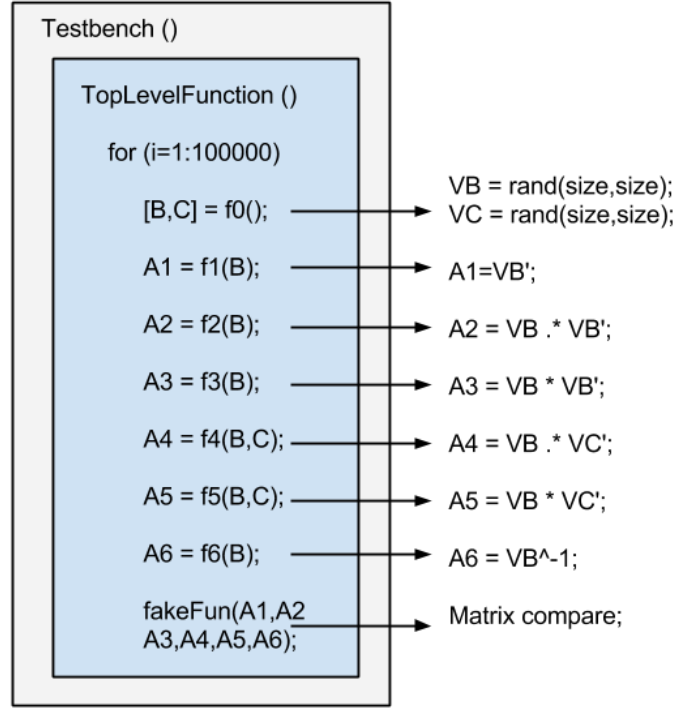 Testbench ()
TopLevelFunction ()
for (i=1:100000)
[B,C] = f0();
VB = rand(size,size);
VC = rand(size,size);
A1 = f1(B);
A1=VB';
A2 = f2(B);
A2 = VB .* VB';
A3 = f3(B);
A3 = VB * VB';
A4 = f4(B,C);
A4 = VB .* VC';
A5 = f5(B,C);
A5 = VB * VC';
A6 = f6(B);
A6 = VB^-1;
fakeFun(A1,A2
A3,A4,A5,A6);
Matrix compare;